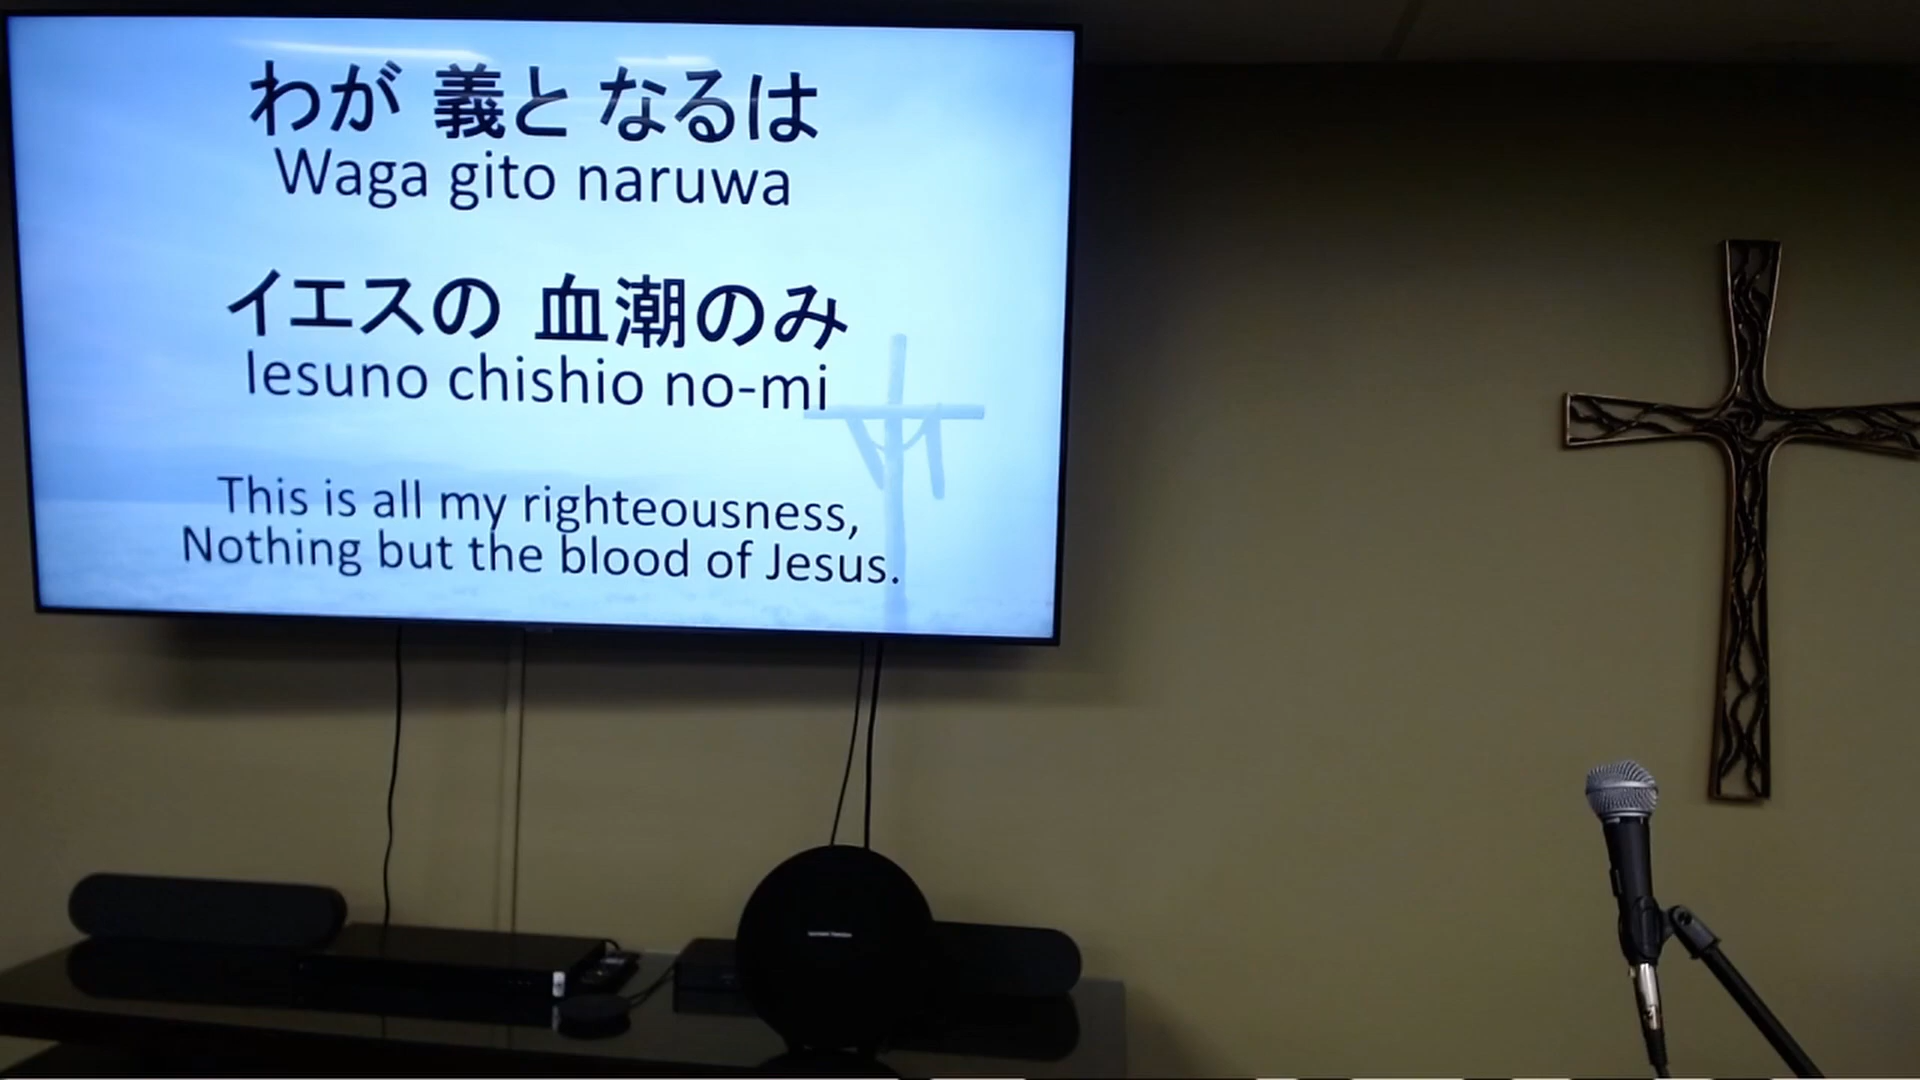 わが 義と なるは
Waga gito naruwa
イエスの 血潮のみ
Iesuno chishio no-mi
This is all my righteousness,
Nothing but the blood of Jesus.